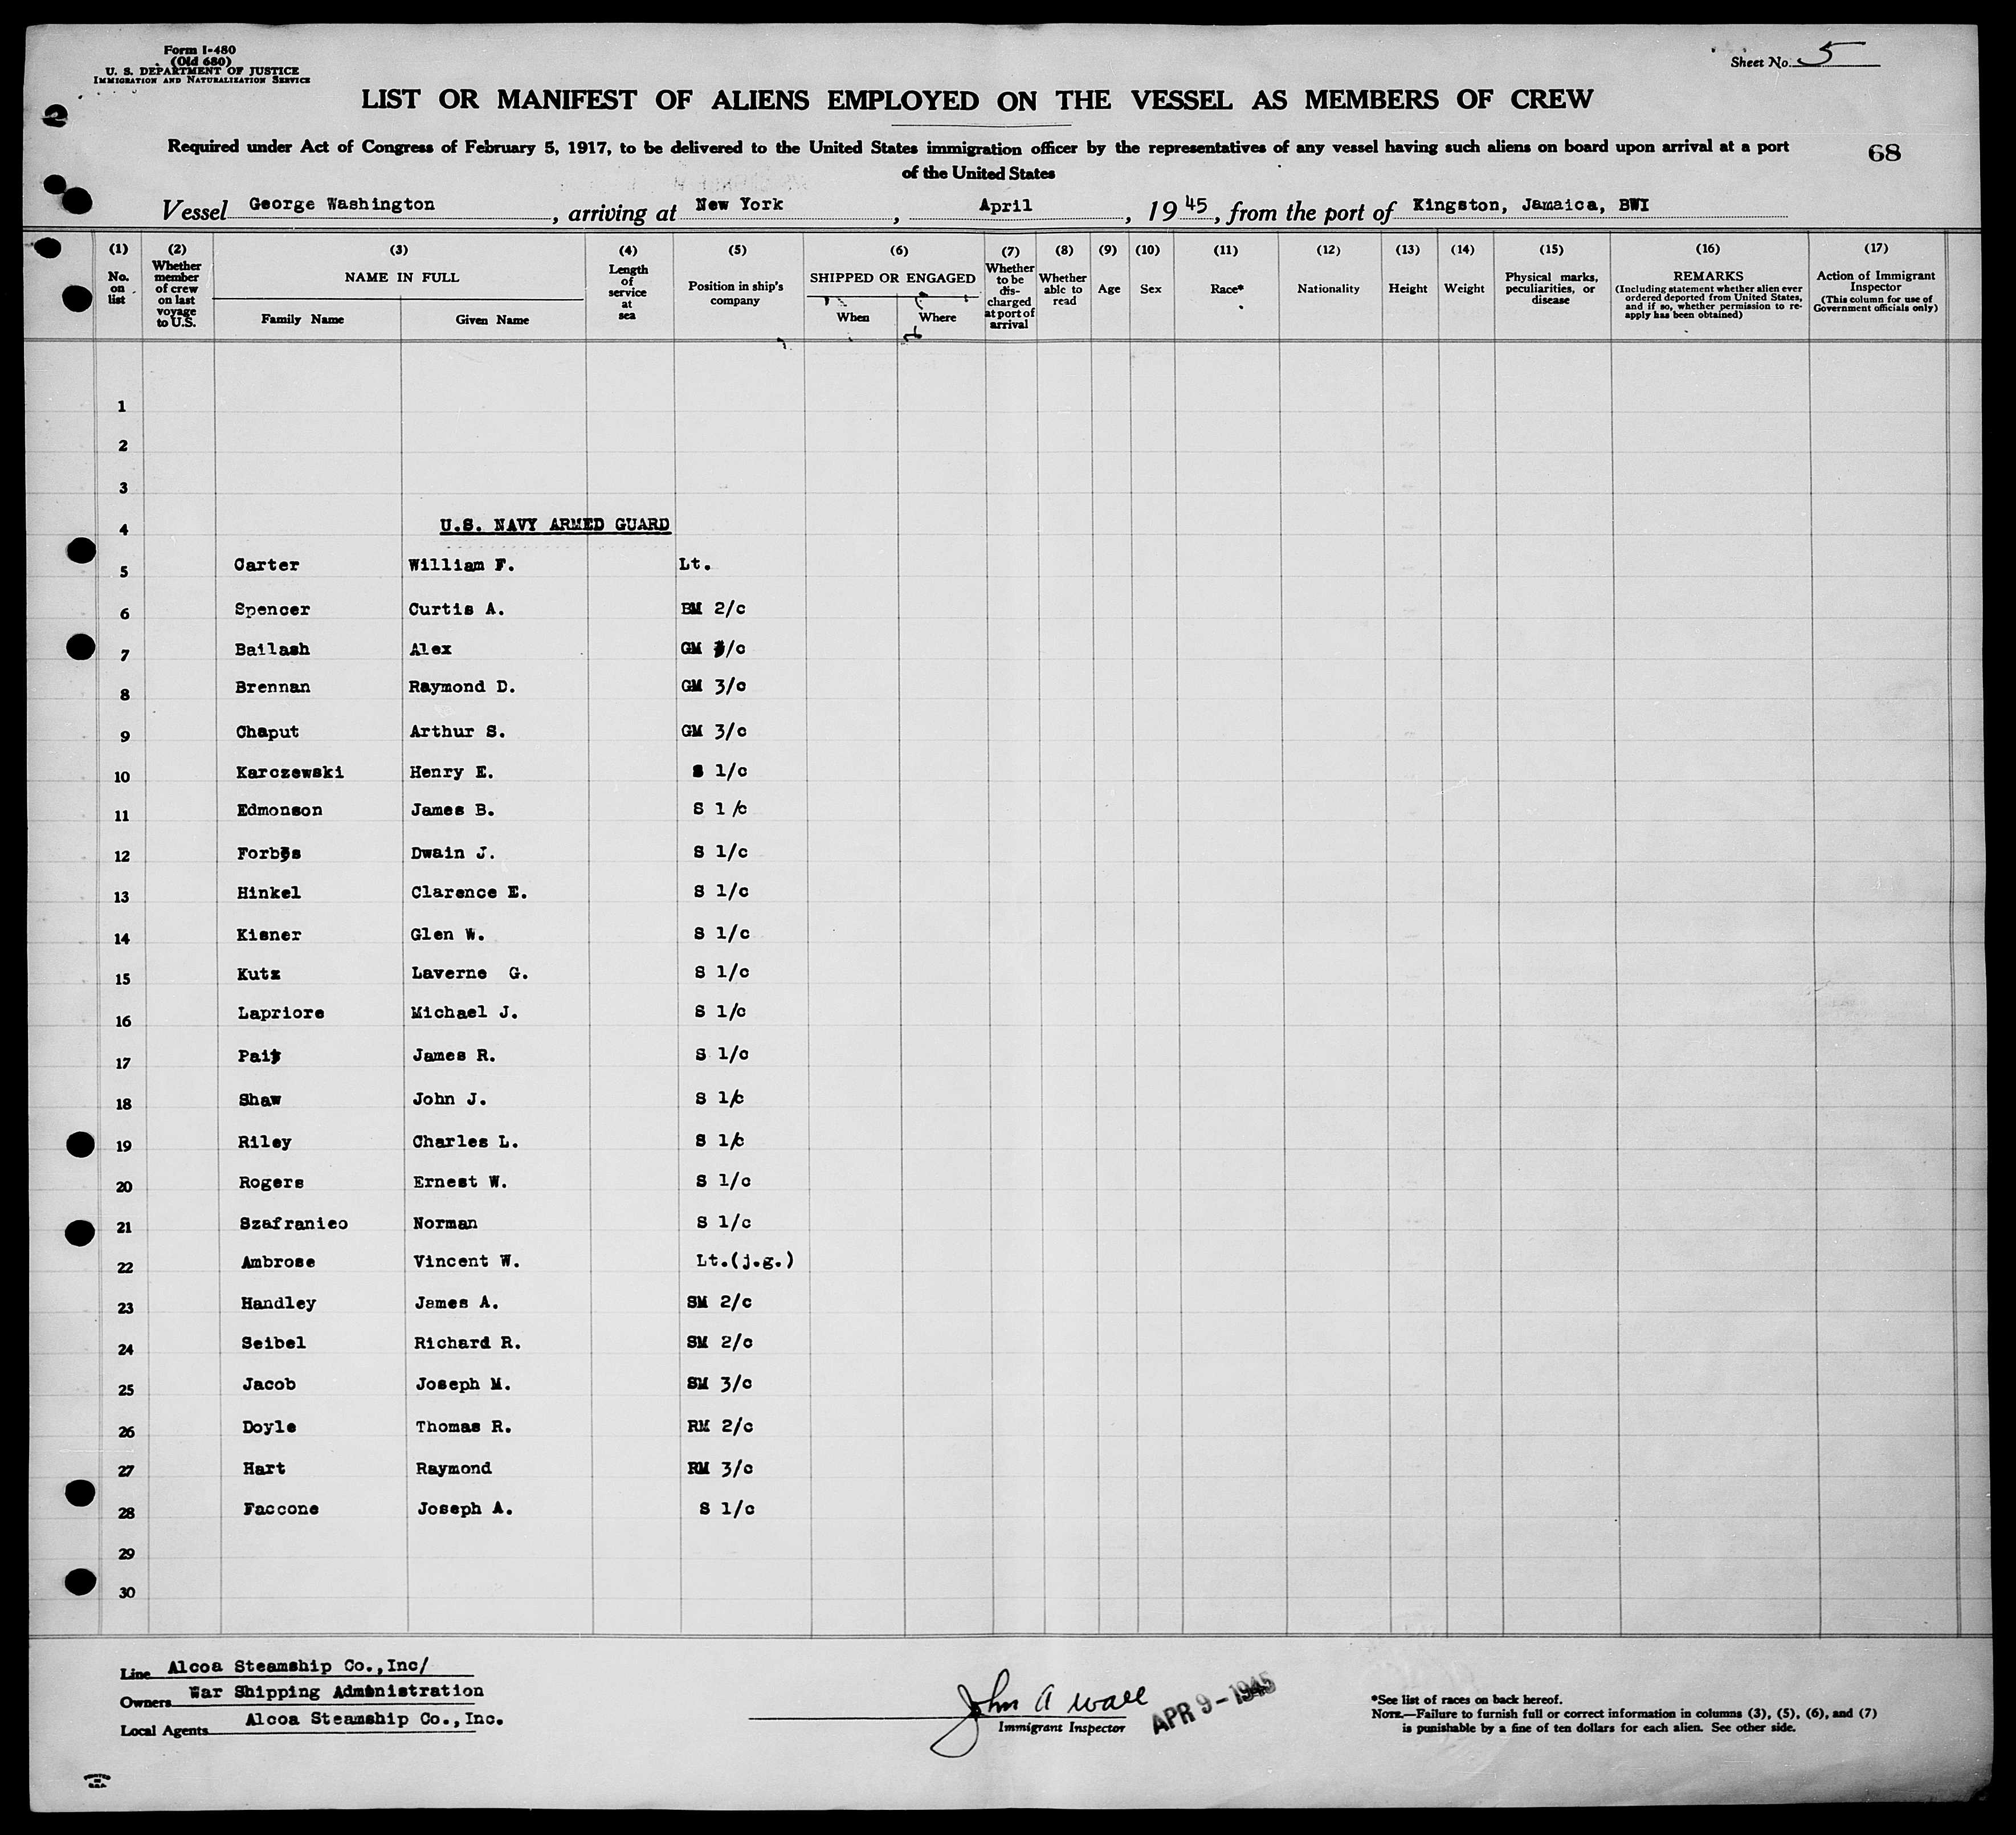 Form I-480
(Old 680)
U. S. DEPARTMENT OF JUSTICE
IMMIGRATION AND NATURALIZATION SERVICE
Sheet No. 5
LIST OR MANIFEST OF ALIENS EMPLOYED ON THE VESSEL AS MEMBERS OF CREW
Required under Act of Congress of February 5, 1917, to be delivered to the United States immigration officer by the representatives of any vessel having such aliens on board upon arrival at a port
of the United States
68
Vessel George Washington, arriving at New York, April, 1945, from the port of Kingston, Jamaica, BWI
(1) (2) (3) (4) (5) (6) (7) (8) (9) (10) (11) (12) (13) (14) (15) (16) (17)
No. on list
Whether member of crew on last voyage to U.S.
NAME IN FULL
Family Name
Given Name
Length of service at sea
Position in ship's company
SHIPPED OR ENGAGED
When
Where
Whether to be dis-charged at port of arrival
Whether able to read
Age
Sex
Race*
Nationality
Height
Weight
Physical marks, peculiarities, or disease
REMARKS
(Including statement whether alien ever ordered deported from United States, and if so, whether permission to re-apply has been obtained)
Action of Immigrant Inspector
(This column for use of Government officials only)
1
2
3
4 U.S. NAVY ARMED GUARD
5 Carter William F. Lt.
6 Spencer Curtis A. BM 2/c
7 Bailash Alex GM /c
8 Brennan Raymond D. GM 3/c
9 Chaput Arthur S. GM 3/c
10 Karczewski Henry E. S 1/c
11 Edmonson James B. S 1/c
12 Forbes Dwain J. S 1/c
13 Hinkel Clarence E. S 1/c
14 Kisner Glen W. S 1/c
15 Kutz Laverne G. S 1/c
16 Lapriore Michael J. S 1/c
17 James R. S 1/c
18 Shaw John J. S 1/c
19 Riley Charles L. S 1/c
20 Rogers Ernest W. S 1/c
21 Szafranieo Norman S 1/c
22 Ambrose Vincent W. Lt.(j.g.)
23 Handley James A. SM 2/c
24 Seibel Richard R. SM 2/c
25 Jacob Joseph M. SM 3/c
26 Doyle Thomas R. RM 2/c
27 Hart Raymond RM 3/c
28 Faccone Joseph A. S 1/c
29
30
Line Alcoa Steamship Co.,Inc/
Owners War Shipping Administration
Local Agents Alcoa Steamship Co.,Inc.
John A Wall
Immigrant Inspector
APR 9-1945
*See list of races on back hereof.
NOTE.—Failure to furnish full or correct information in columns (3), (5), (6), and (7)
is punishable by a fine of ten dollars for each alien. See other side.
PRINTED IN U.S.A.